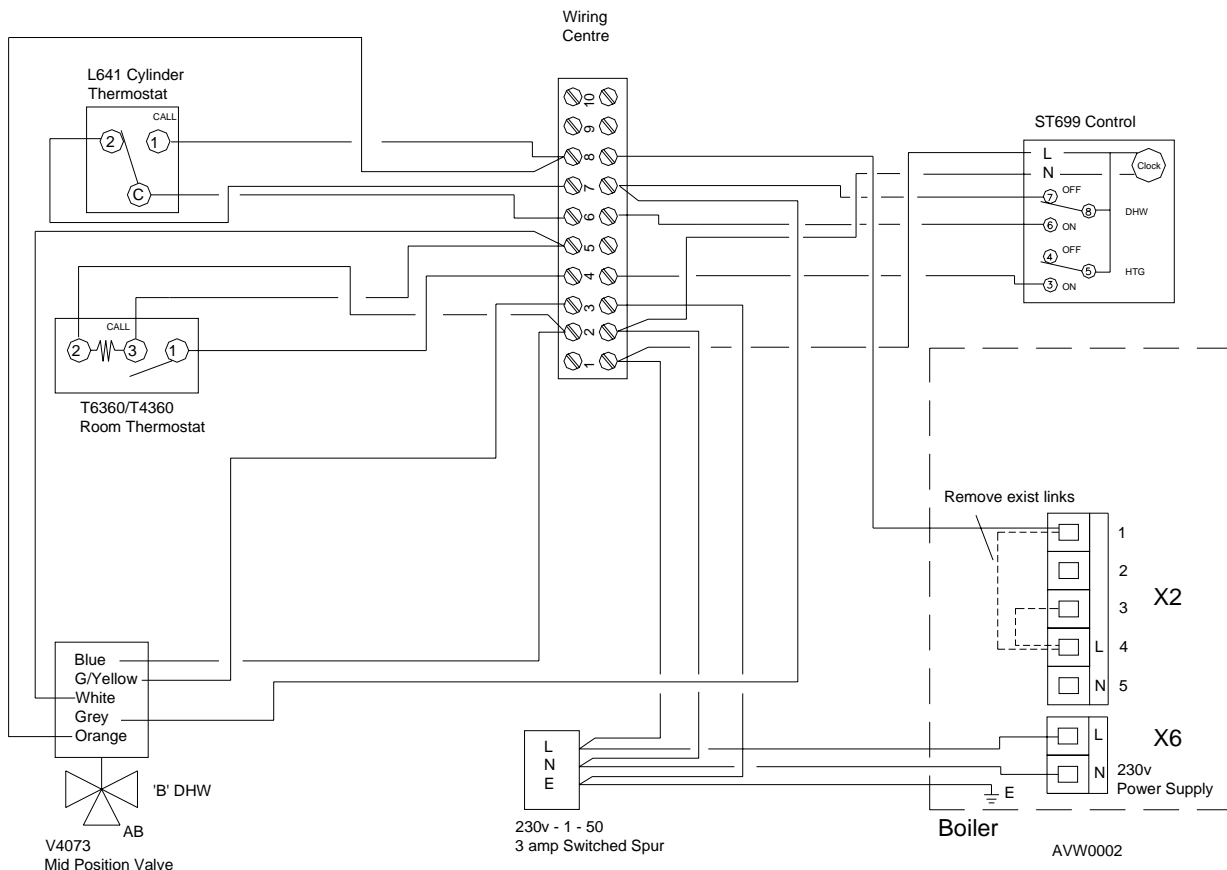 Wiring
Centre
L641 Cylinder
Thermostat
CALL
2
1
C
10
9
8
7
6
5
4
3
2
1
ST699 Control
L
N
Clock
7
OFF
8
DHW
6
ON
4
OFF
5
HTG
3
ON
CALL
2
3
1
T6360/T4360
Room Thermostat
Remove exist links
1
2
3
L
4
N
5
X2
L
N
X6
230v
Power Supply
E
Boiler
AVW0002
Blue
G/Yellow
White
Grey
Orange
'B' DHW
AB
V4073
Mid Position Valve
L
N
E
230v - 1 - 50
3 amp Switched Spur